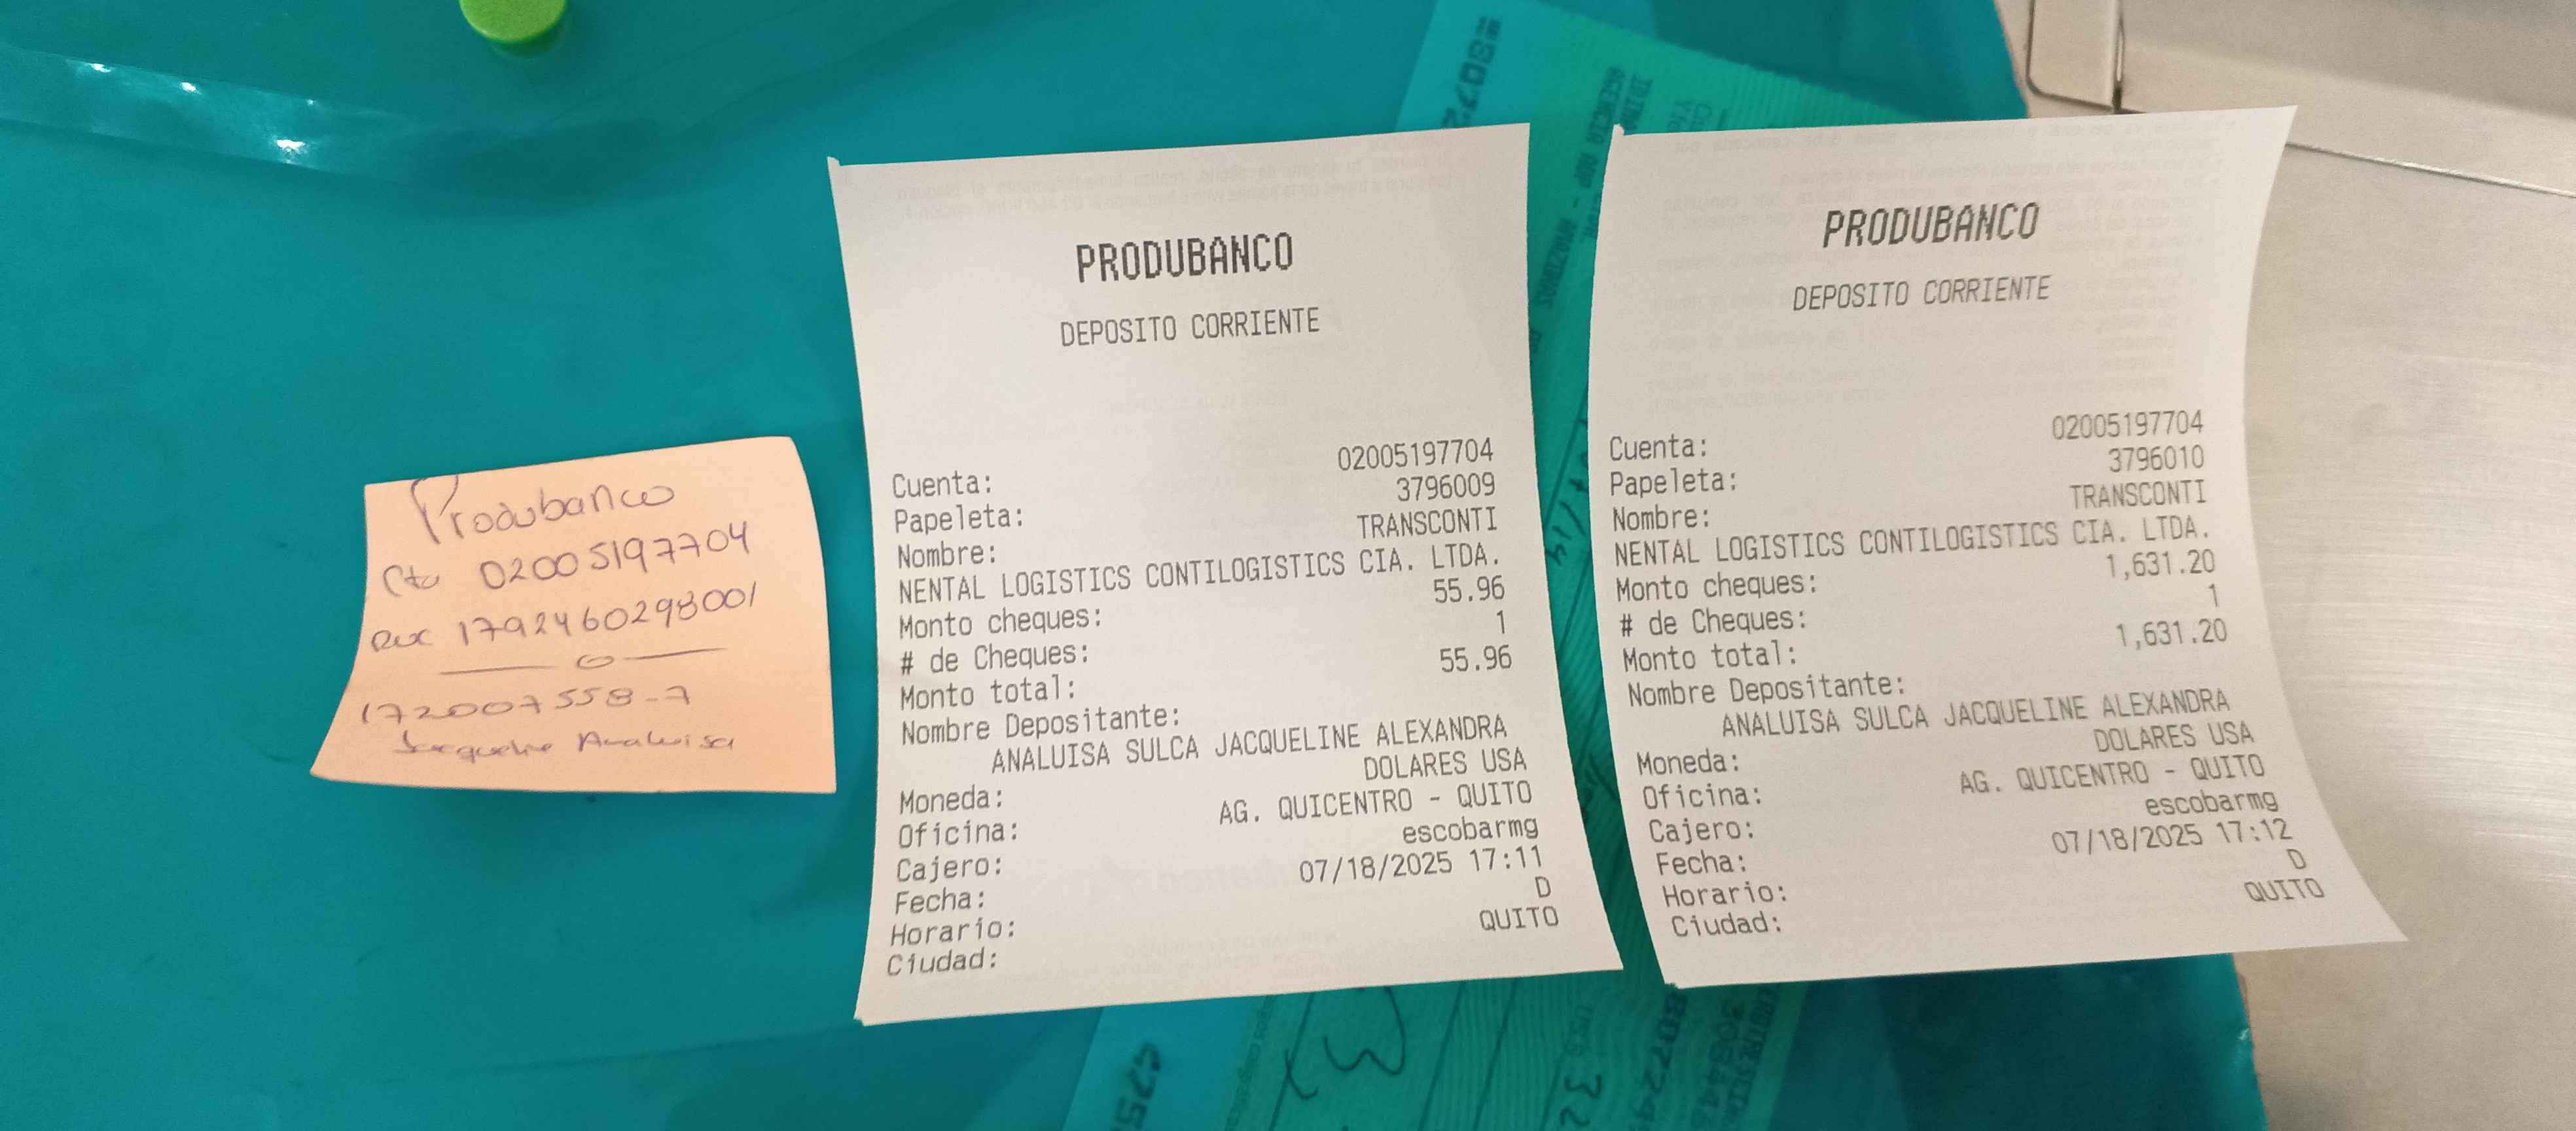 Produbanco
Cta 02005197704
Ruc 1792460298001
172007558-7
Jacqueline Analuisa
PRODUBANCO
DEPOSITO CORRIENTE
Cuenta: 02005197704
Papeleta: 3796009
Nombre: TRANSCONTI
NENTAL LOGISTICS CONTILOGISTICS CIA. LTDA.
Monto cheques: 55.96
# de Cheques: 1
Monto total: 55.96
Nombre Depositante:
ANALUISA SULCA JACQUELINE ALEXANDRA
Moneda: DOLARES USA
Oficina: AG. QUICENTRO - QUITO
Cajero: escobarmg
Fecha: 07/18/2025 17:11
Horario: D
Ciudad: QUITO
PRODUBANCO
DEPOSITO CORRIENTE
Cuenta: 02005197704
Papeleta: 3796010
Nombre: TRANSCONTI
NENTAL LOGISTICS CONTILOGISTICS CIA. LTDA.
Monto cheques: 1,631.20
# de Cheques: 1
Monto total: 1,631.20
Nombre Depositante:
ANALUISA SULCA JACQUELINE ALEXANDRA
Moneda: DOLARES USA
Oficina: AG. QUICENTRO - QUITO
Cajero: escobarmg
Fecha: 07/18/2025 17:12
Horario: D
Ciudad: QUITO